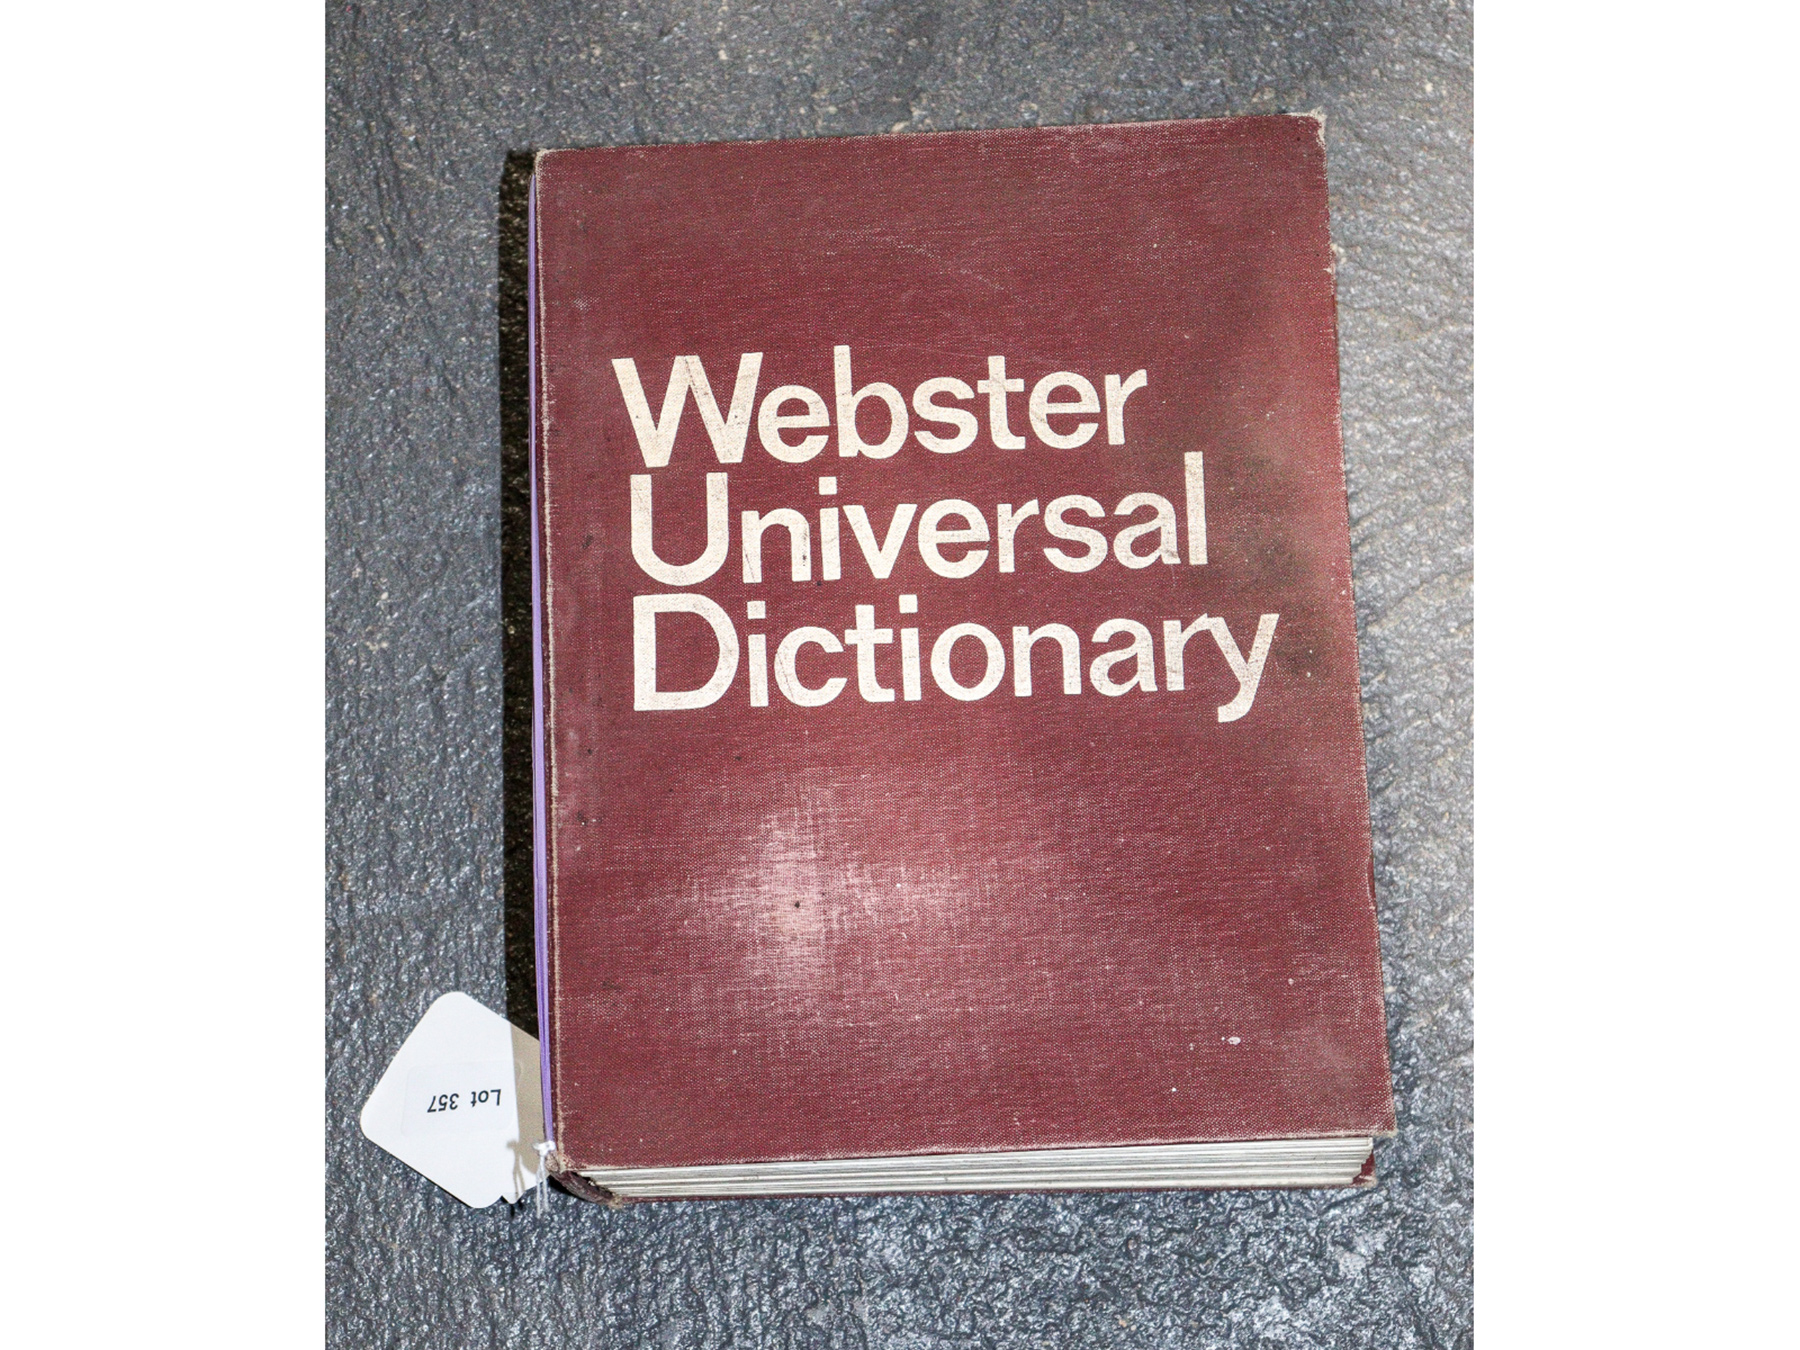 Webster
Universal
Dictionary
Lot 357